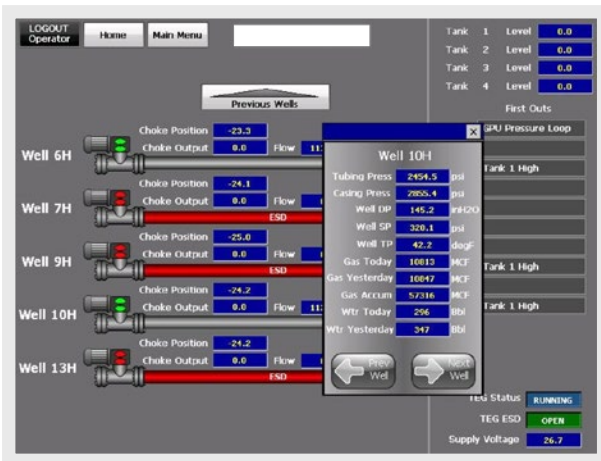 LOGOUT
Operator
Home
Main Menu
Previous Wells
Well 6H
Choke Position -23.3
Choke Output 0.0 Flow
Well 7H
Choke Position -24.1
Choke Output 0.0 Flow
ESD
Well 9H
Choke Position -25.0
Choke Output 0.0 Flow
ESD
Well 10H
Choke Position -24.2
Choke Output 0.0 Flow
Well 13H
Choke Position -24.2
Choke Output 0.0 Flow
ESD
X
Well 10H
Tubing Press 2454.5 psi
Casing Press 2855.4 psi
Well DP 145.2 inH2O
Well SP 320.1 psi
Well TP 42.2 degF
Gas Today 10013 MCF
Gas Yesterday 10047 MCF
Gas Accum 57316 MCF
Wtr Today 296 Bbl
Wtr Yesterday 347 Bbl
Prev
Well
Next
Well
Tank 1 Level 0.0
Tank 2 Level 0.0
Tank 3 Level 0.0
Tank 4 Level 0.0
First Outs
GPU Pressure Loop
Tank 1 High
Tank 1 High
Tank 1 High
TEG Status RUNNING
TEG ESD OPEN
Supply Voltage 26.7